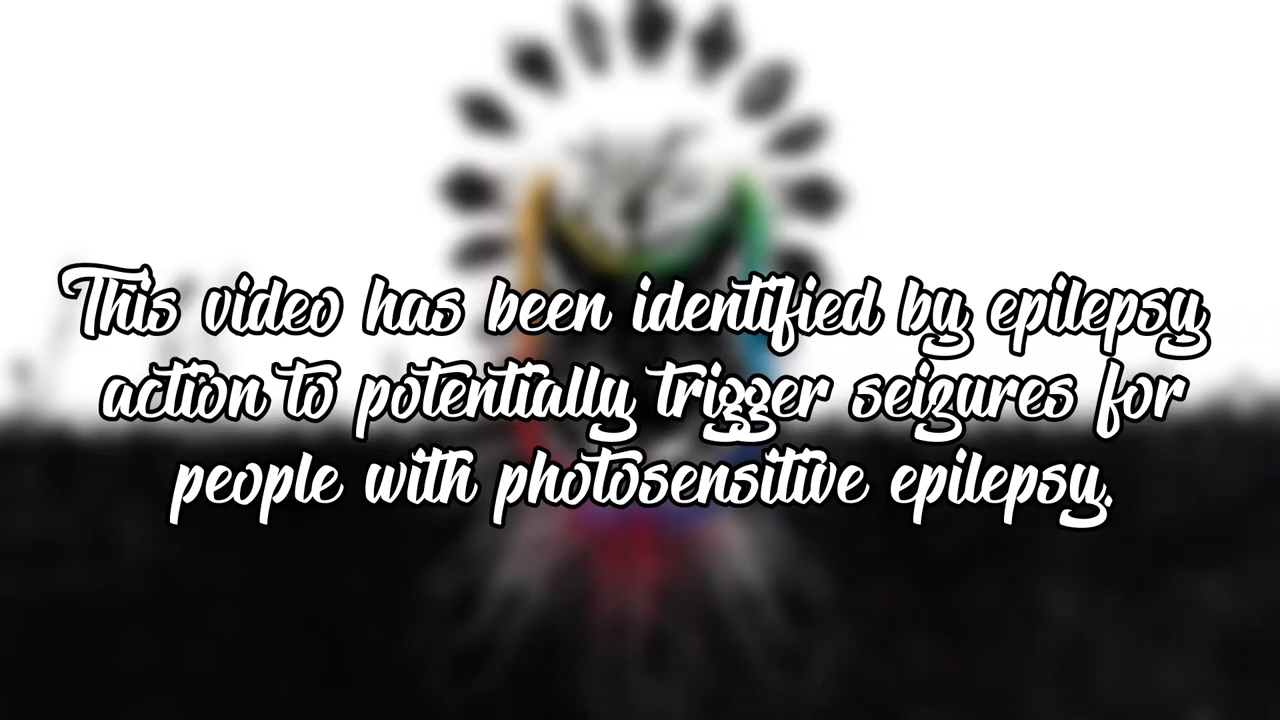 This video has been identified by epilepsy
action to potentially trigger seizures for
people with photosensitive epilepsy.